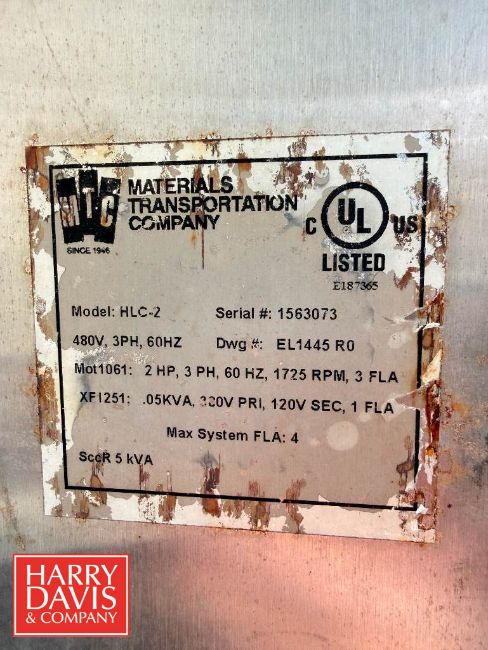 MTC
MATERIALS
TRANSPORTATION
COMPANY
SINCE 1946
C UL US
LISTED
E187365
Model: HLC-2 Serial #: 1563073
480V, 3PH, 60HZ Dwg #: EL1445 R0
Mot1061: 2 HP, 3 PH, 60 HZ, 1725 RPM, 3 FLA
XF1251: .05KVA, PRI, 120V SEC, 1 FLA
Max System FLA: 4
SccR 5 kVA
HARRY
DAVIS
& COMPANY